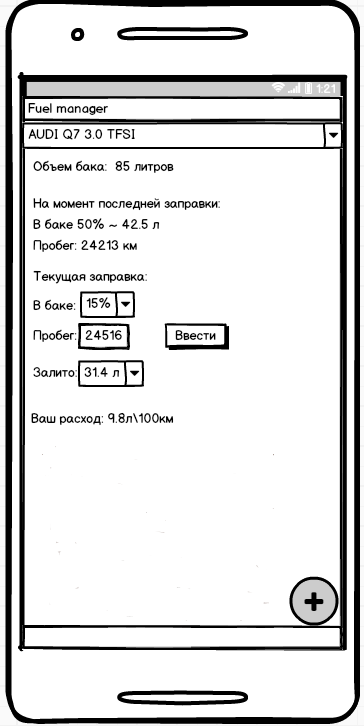 1:21
Fuel manager
AUDI Q7 3.0 TFSI
Объем бака: 85 литров
На момент последней заправки:
В баке 50% ~ 42.5 л
Пробег: 24213 км
Текущая заправка:
В баке: 15%
Пробег: 24516 Ввести
Залито: 31.4 л
Ваш расход: 9.8л\100км